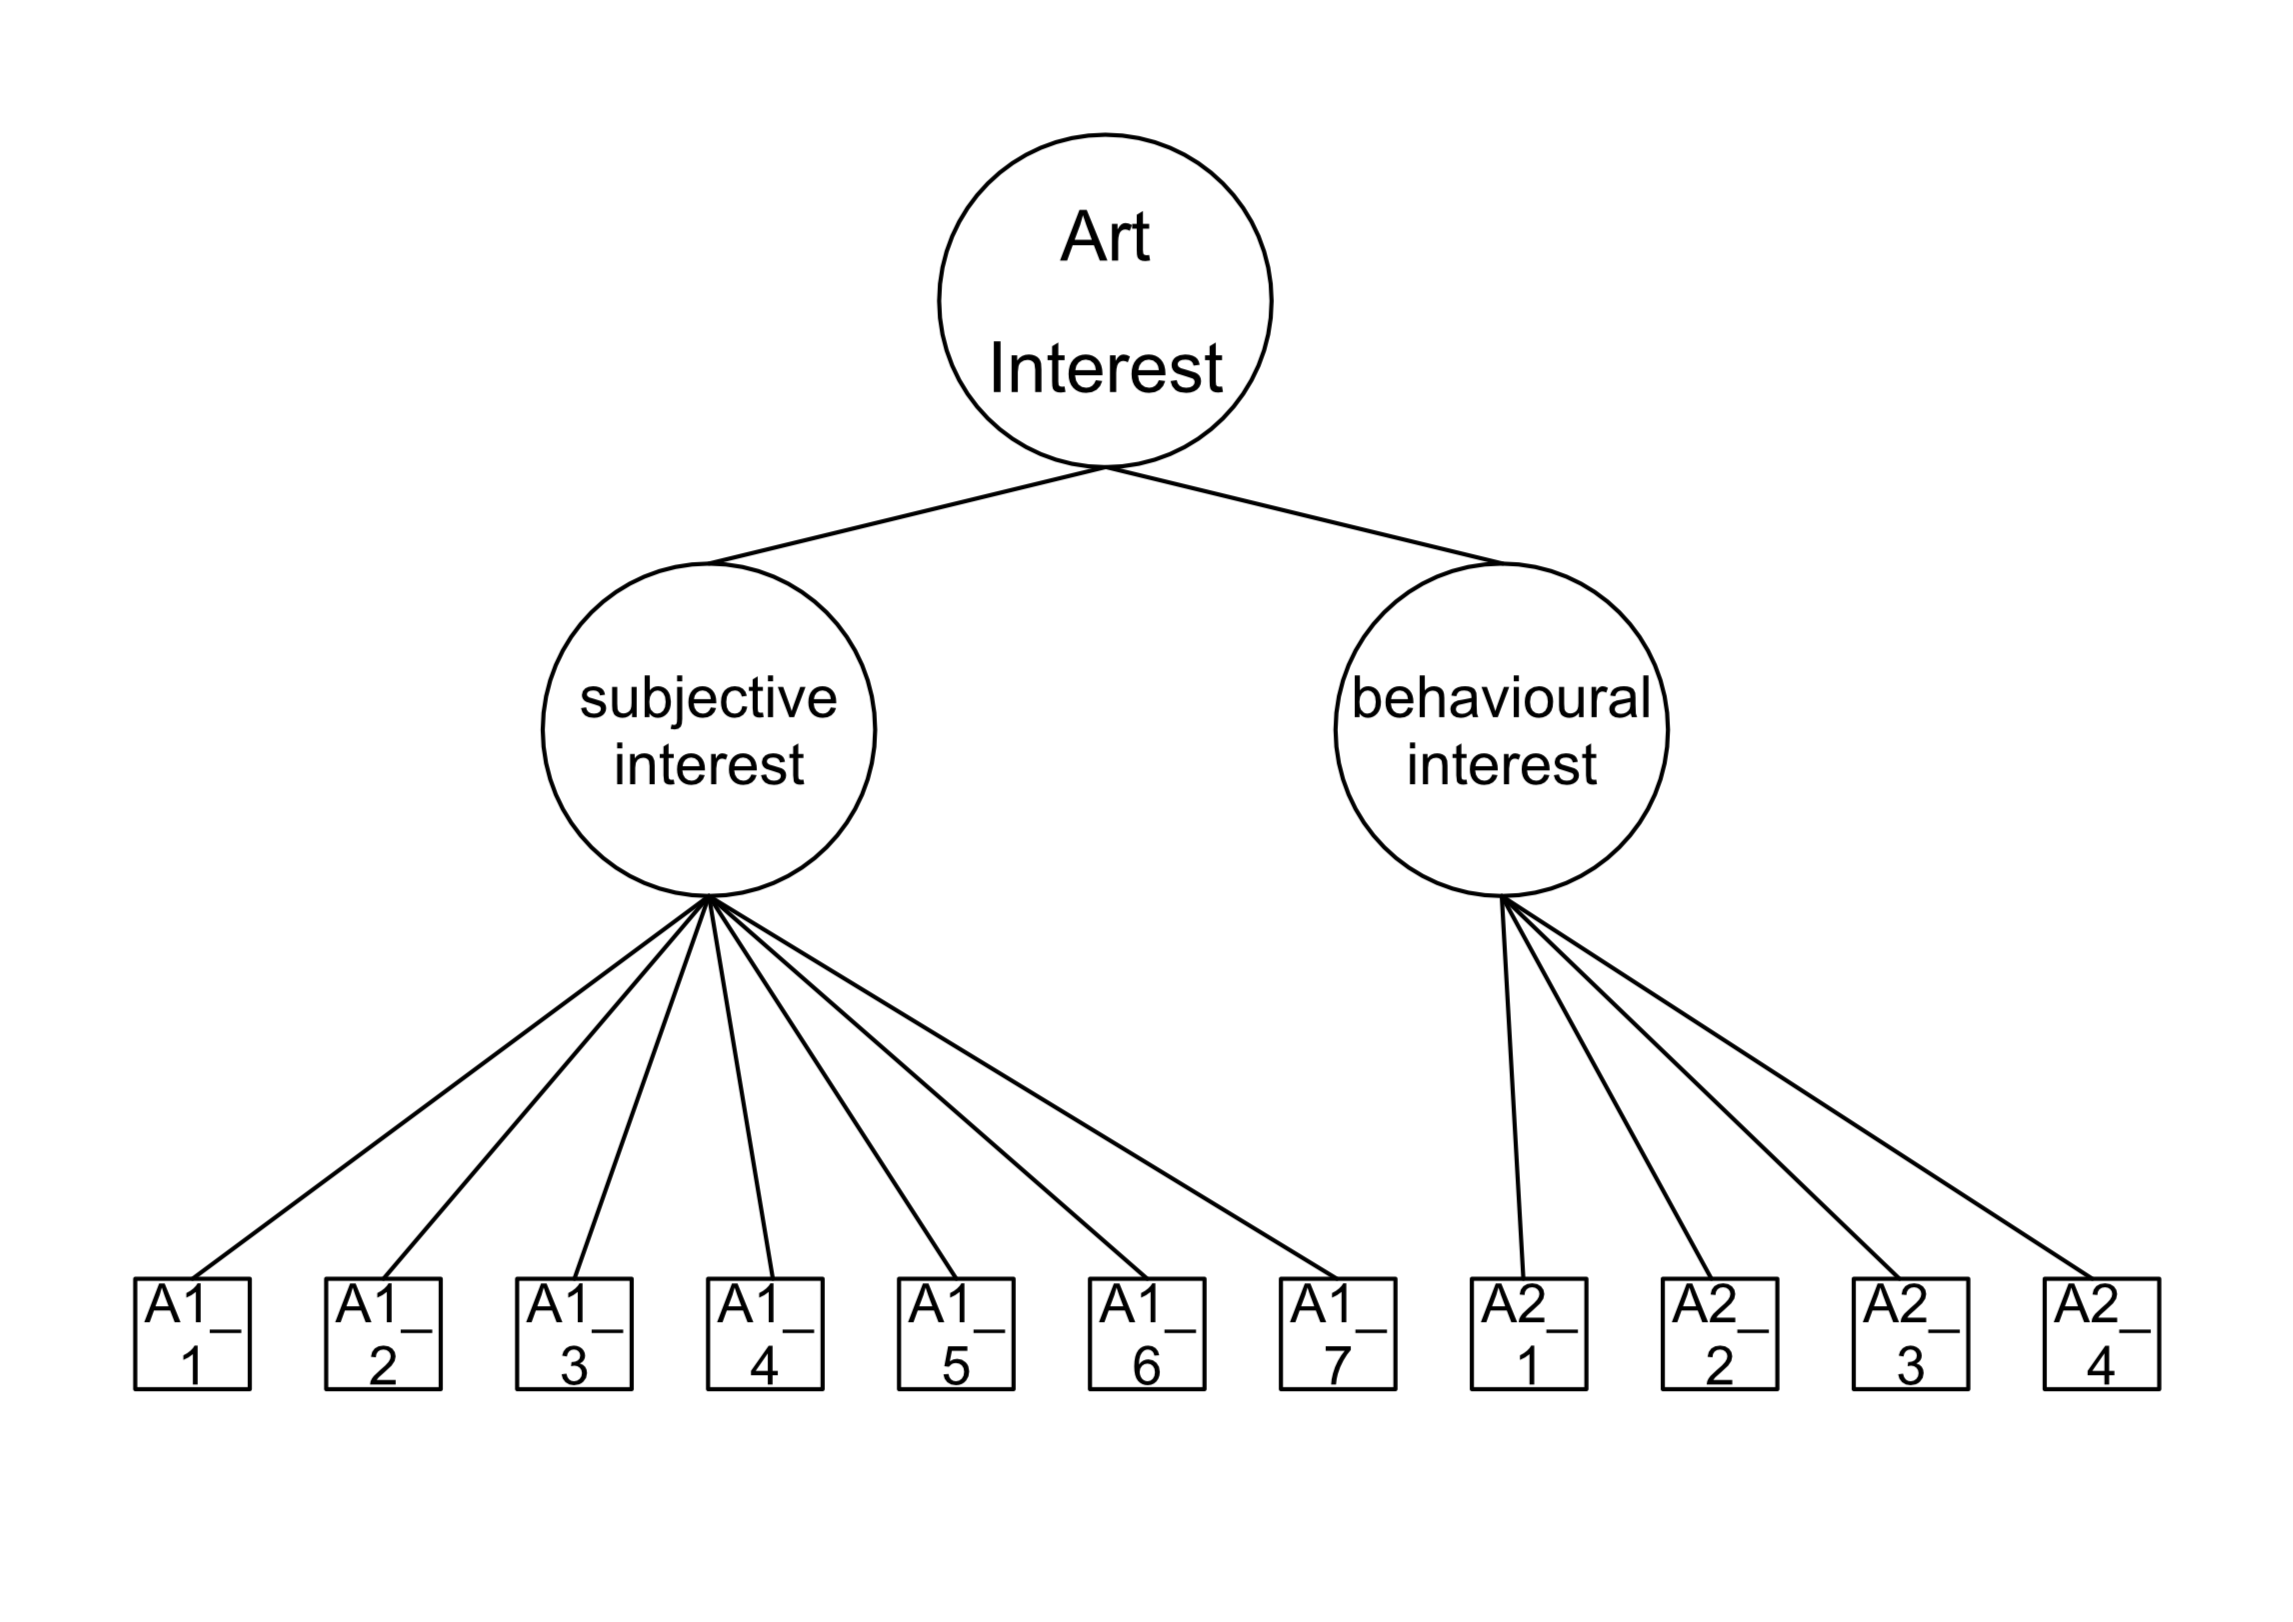 Art
Interest
subjective
interest
behavioural
interest
A1_
1
A1_
2
A1_
3
A1_
4
A1_
5
A1_
6
A1_
7
A2_
1
A2_
2
A2_
3
A2_
4